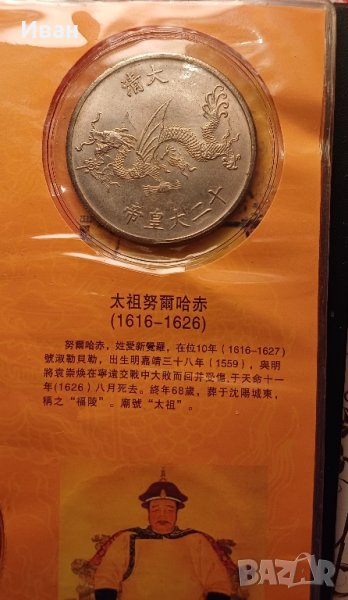 Иван
清大
帝皇大二十
太祖努爾哈赤
(1616-1626)
努爾哈赤，姓愛新覺羅，在位10年（1616-1627）
號淑勒貝勒，出生明嘉靖三十八年（1559），與明
將袁崇煥在寧遠交戰中大敗而回并受傷，于天命十一
年(1626）八月死去。終年68歲，葬于沈陽城東，
稱之“福陵”。廟號“太祖”。
BAZAR.bg